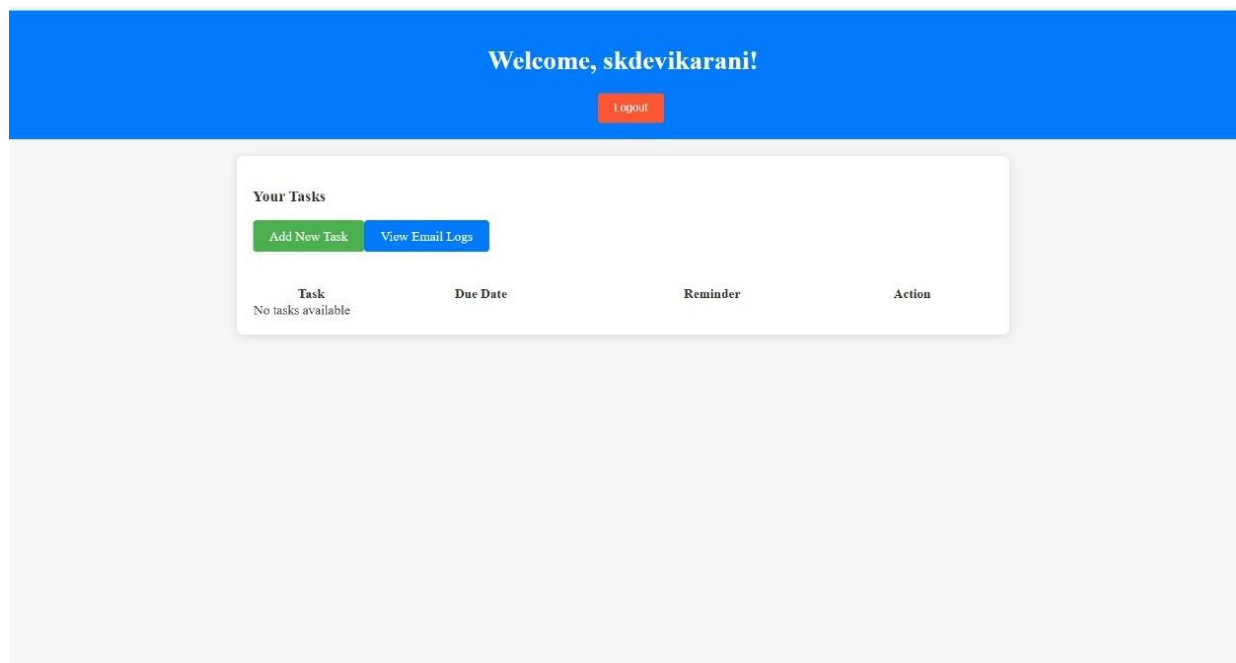 Welcome, skdevikarani!
Logout
Your Tasks
Add New Task View Email Logs
Task Due Date Reminder Action
No tasks available